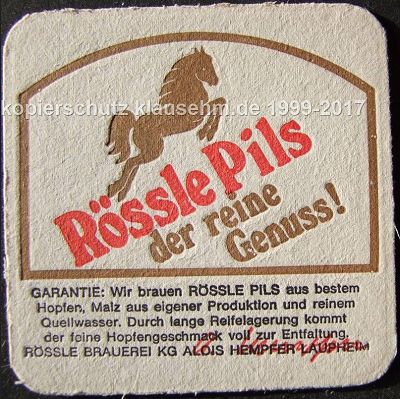 kopierschutz klausehm.de 1999-2017
Rössle Pils
der reine
Genuss!
GARANTIE: Wir brauen RÖSSLE PILS aus bestem
Hopfen, Malz aus eigener Produktion und reinem
Quellwasser. Durch lange Reifelagerung kommt
der feine Hopfengeschmack voll zur Entfaltung.
RÖSSLE BRAUEREI KG ALOIS HEMPFER LAUPHEIM